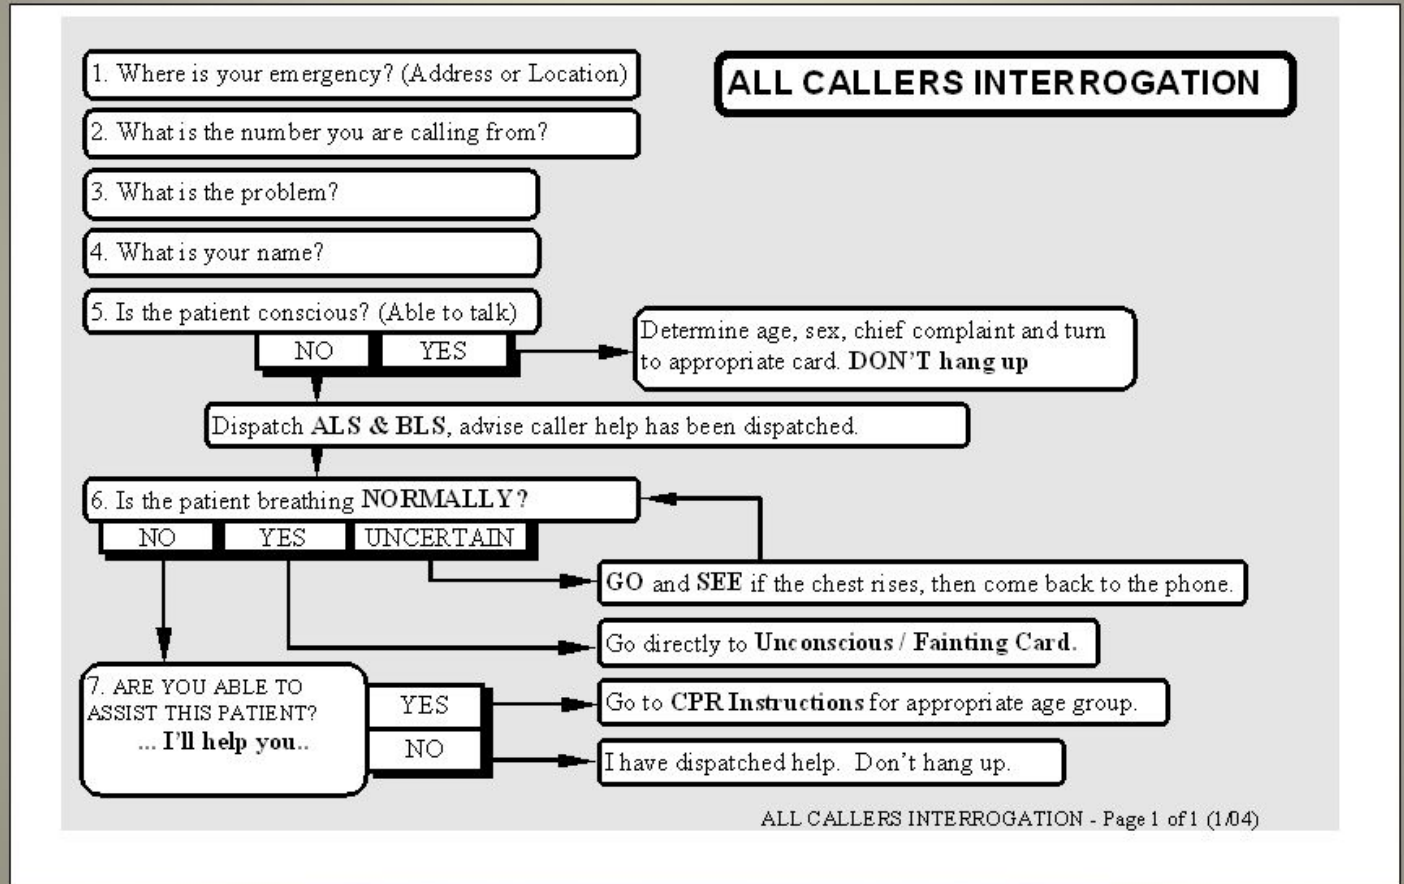 ALL CALLERS INTERROGATION
1. Where is your emergency? (Address or Location)
2. What is the number you are calling from?
3. What is the problem?
4. What is your name?
5. Is the patient conscious? (Able to talk)
NO YES
Determine age, sex, chief complaint and turn
to appropriate card. DON'T hang up
Dispatch ALS & BLS, advise caller help has been dispatched.
6. Is the patient breathing NORMALLY?
NO YES UNCERTAIN
GO and SEE if the chest rises, then come back to the phone.
Go directly to Unconscious / Fainting Card.
7. ARE YOU ABLE TO
ASSIST THIS PATIENT?
... I'll help you..
YES
Go to CPR Instructions for appropriate age group.
NO
I have dispatched help. Don't hang up.
ALL CALLERS INTERROGATION - Page 1 of 1 (1/04)